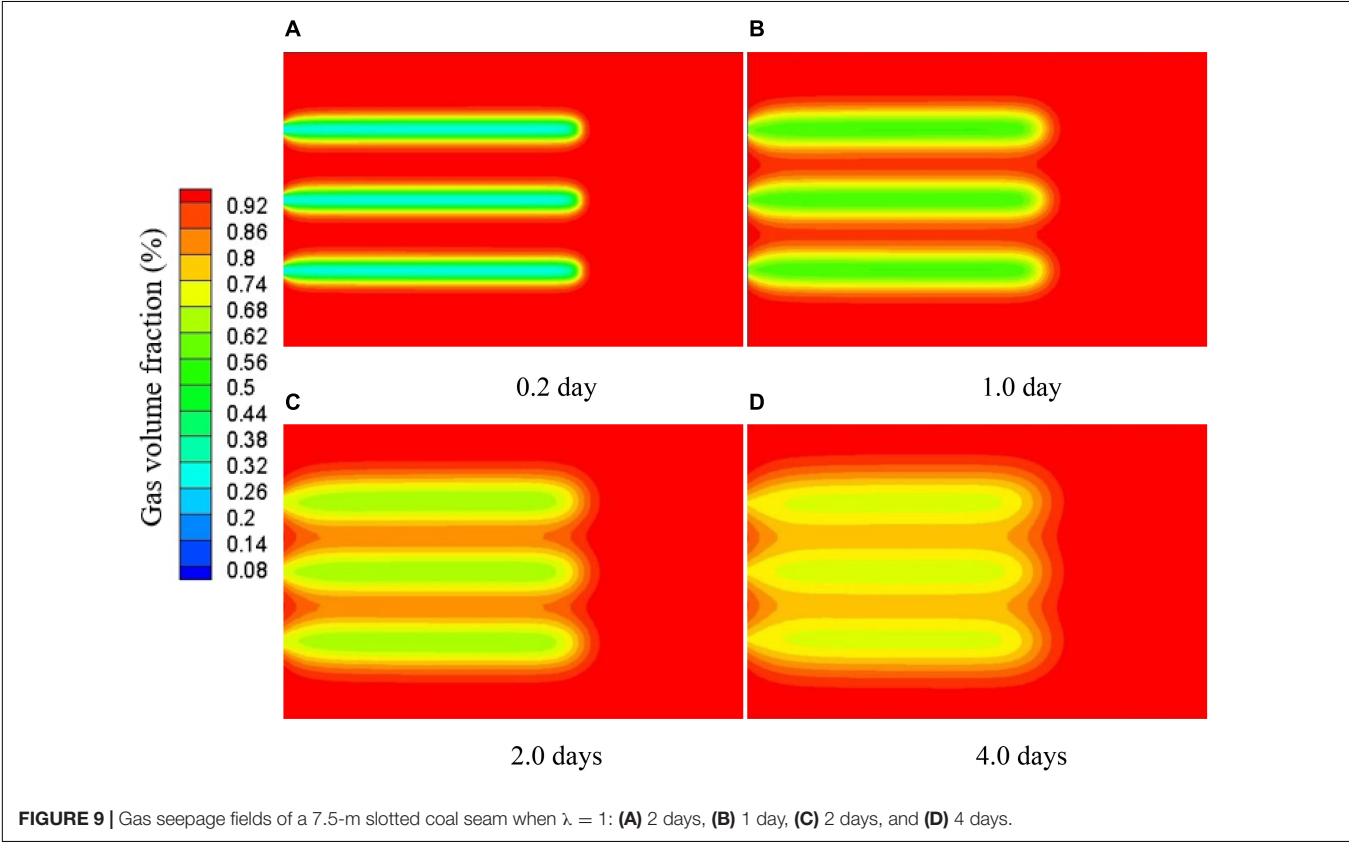 A
B
Gas volume fraction (%)
0.92
0.86
0.8
0.74
0.68
0.62
0.56
0.5
0.44
0.38
0.32
0.26
0.2
0.14
0.08
0.2 day
1.0 day
C
D
2.0 days
4.0 days
FIGURE 9 | Gas seepage fields of a 7.5-m slotted coal seam when λ = 1: (A) 2 days, (B) 1 day, (C) 2 days, and (D) 4 days.